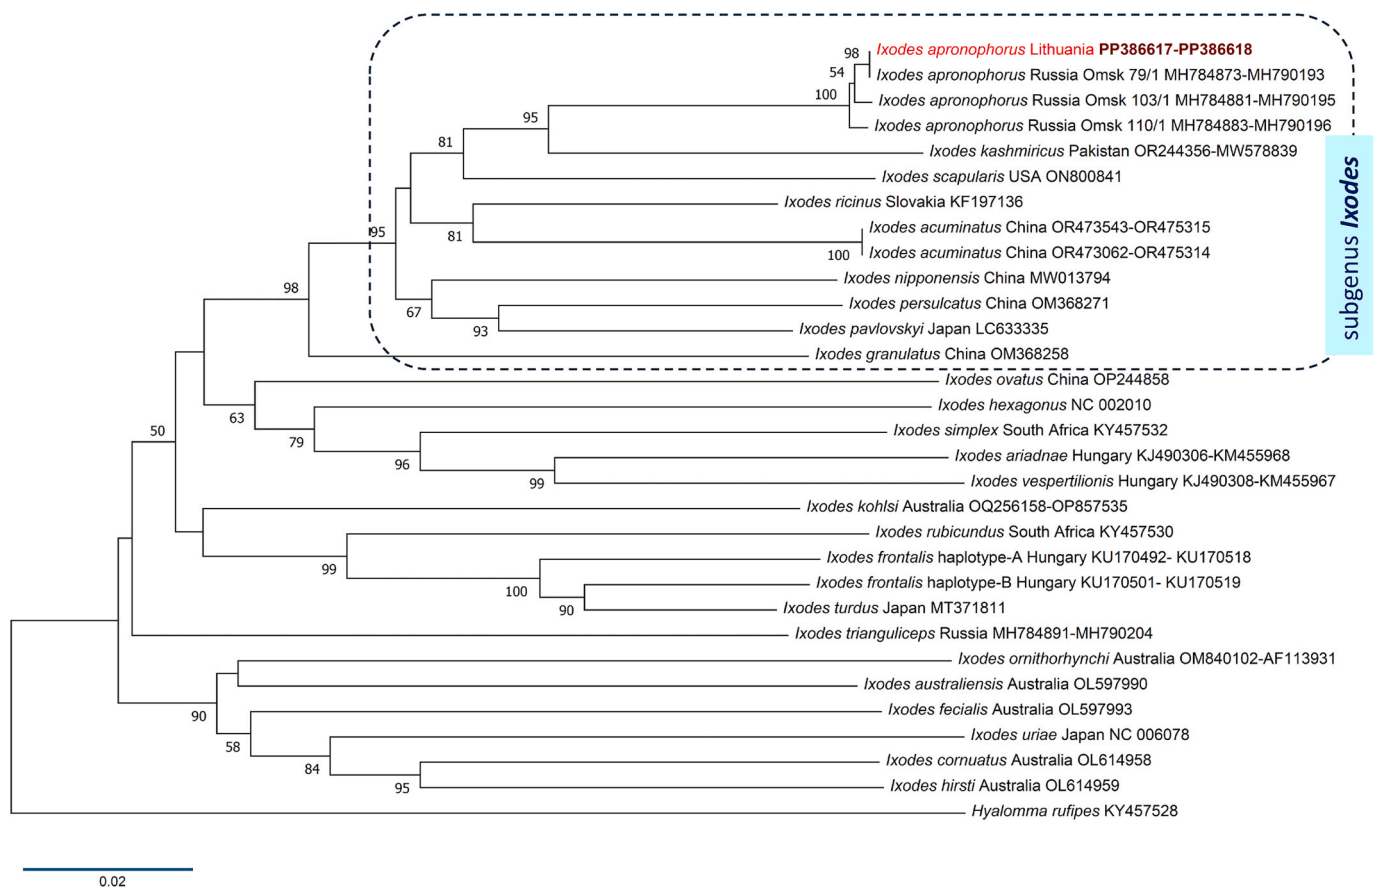 Ixodes apronophorus Lithuania PP386617-PP386618
98
Ixodes apronophorus Russia Omsk 79/1 MH784873-MH790193
54
Ixodes apronophorus Russia Omsk 103/1 MH784881-MH790195
100
Ixodes apronophorus Russia Omsk 110/1 MH784883-MH790196
95
81
Ixodes kashmiricus Pakistan OR244356-MW578839
Ixodes scapularis USA ON800841
Ixodes ricinus Slovakia KF197136
Ixodes acuminatus China OR473543-OR475315
95
81
Ixodes acuminatus China OR473062-OR475314
100
subgenus Ixodes
Ixodes nipponensis China MW013794
98
Ixodes persulcatus China OM368271
67
Ixodes pavlovskyi Japan LC633335
93
Ixodes granulatus China OM368258
Ixodes ovatus China OP244858
63
Ixodes hexagonus NC 002010
50
79
Ixodes simplex South Africa KY457532
Ixodes ariadnae Hungary KJ490306-KM455968
96
Ixodes vespertilionis Hungary KJ490308-KM455967
99
Ixodes kohlsi Australia OQ256158-OP857535
Ixodes rubicundus South Africa KY457530
Ixodes frontalis haplotype-A Hungary KU170492- KU170518
99
Ixodes frontalis haplotype-B Hungary KU170501- KU170519
100
Ixodes turdus Japan MT371811
90
Ixodes trianguliceps Russia MH784891-MH790204
Ixodes ornithorhynchi Australia OM840102-AF113931
Ixodes australiensis Australia OL597990
90
Ixodes fecialis Australia OL597993
58
Ixodes uriae Japan NC 006078
84
Ixodes cornuatus Australia OL614958
95
Ixodes hirsti Australia OL614959
Hyalomma rufipes KY457528
0.02